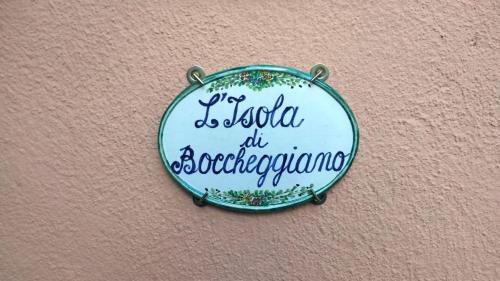 L'Isola
di
Boccheggiano